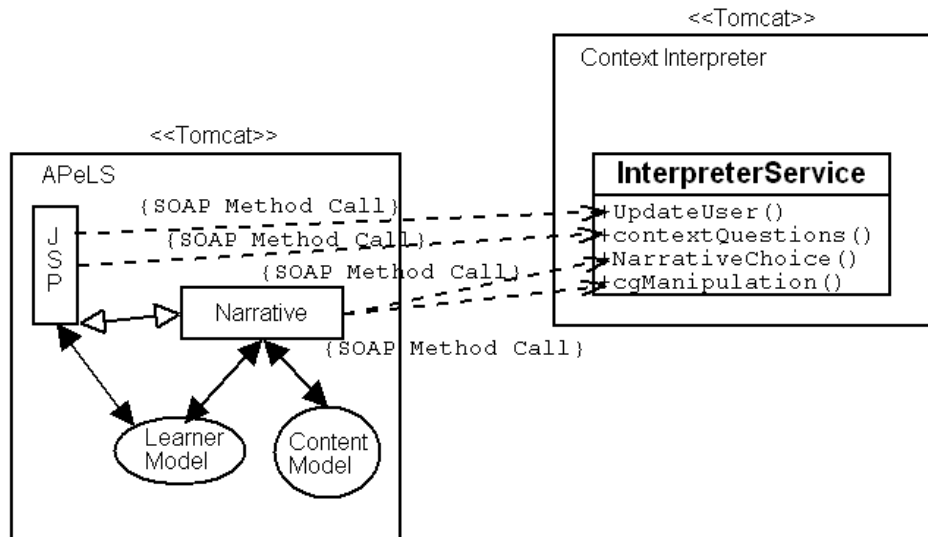 <<Tomcat>>
Context Interpreter
<<Tomcat>>
APeLS
InterpreterService
{SOAP Method Call}
+UpdateUser()
J
S
P
{SOAP Method Call}
+contextQuestions()
{SOAP Method Call}
+NarrativeChoice()
+cgManipulation()
Narrative
{SOAP Method Call}
Learner
Model
Content
Model